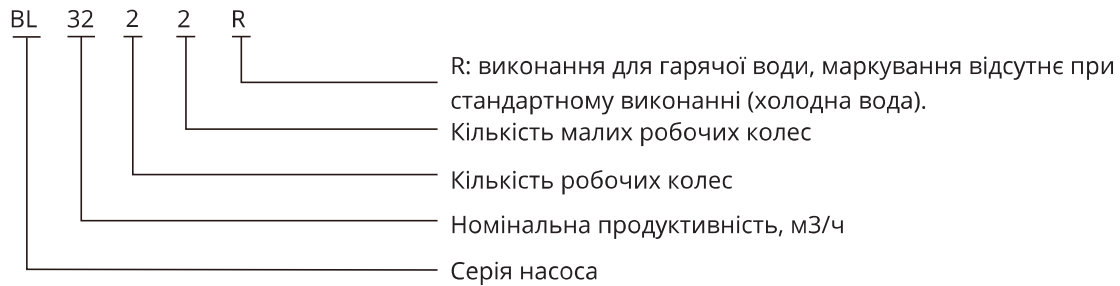 BL 32 2 2 R
R: виконання для гарячої води, маркування відсутнє при
стандартному виконанні (холодна вода).
Кількість малих робочих колес
Кількість робочих колес
Номінальна продуктивність, м3/ч
Серія насоса